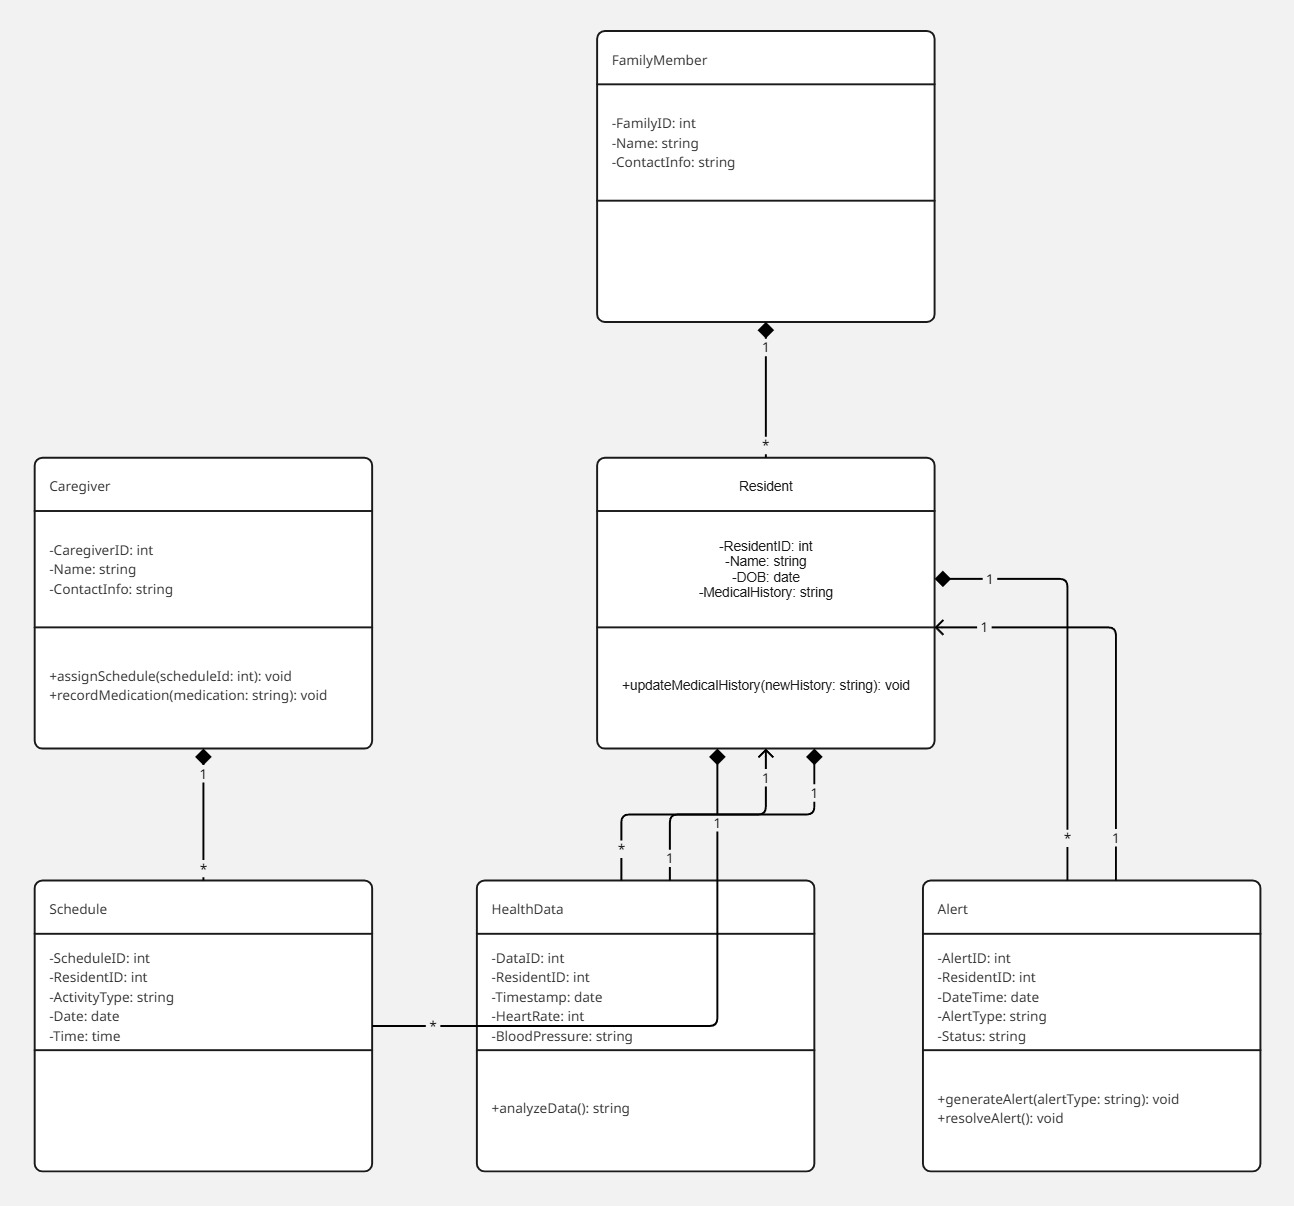 FamilyMember
-FamilyID: int
-Name: string
-ContactInfo: string
1
*
Caregiver
-CaregiverID: int
-Name: string
-ContactInfo: string
+assignSchedule(scheduleId: int): void
+recordMedication(medication: string): void
Resident
-ResidentID: int
-Name: string
-DOB: date
-MedicalHistory: string
+updateMedicalHistory(newHistory: string): void
1
1
1
1
1
1
*
*
1
*
1
Schedule
-ScheduleID: int
-ResidentID: int
-ActivityType: string
-Date: date
-Time: time
*
HealthData
-DataID: int
-ResidentID: int
-Timestamp: date
-HeartRate: int
-BloodPressure: string
+analyzeData(): string
Alert
-AlertID: int
-ResidentID: int
-DateTime: date
-AlertType: string
-Status: string
+generateAlert(alertType: string): void
+resolveAlert(): void